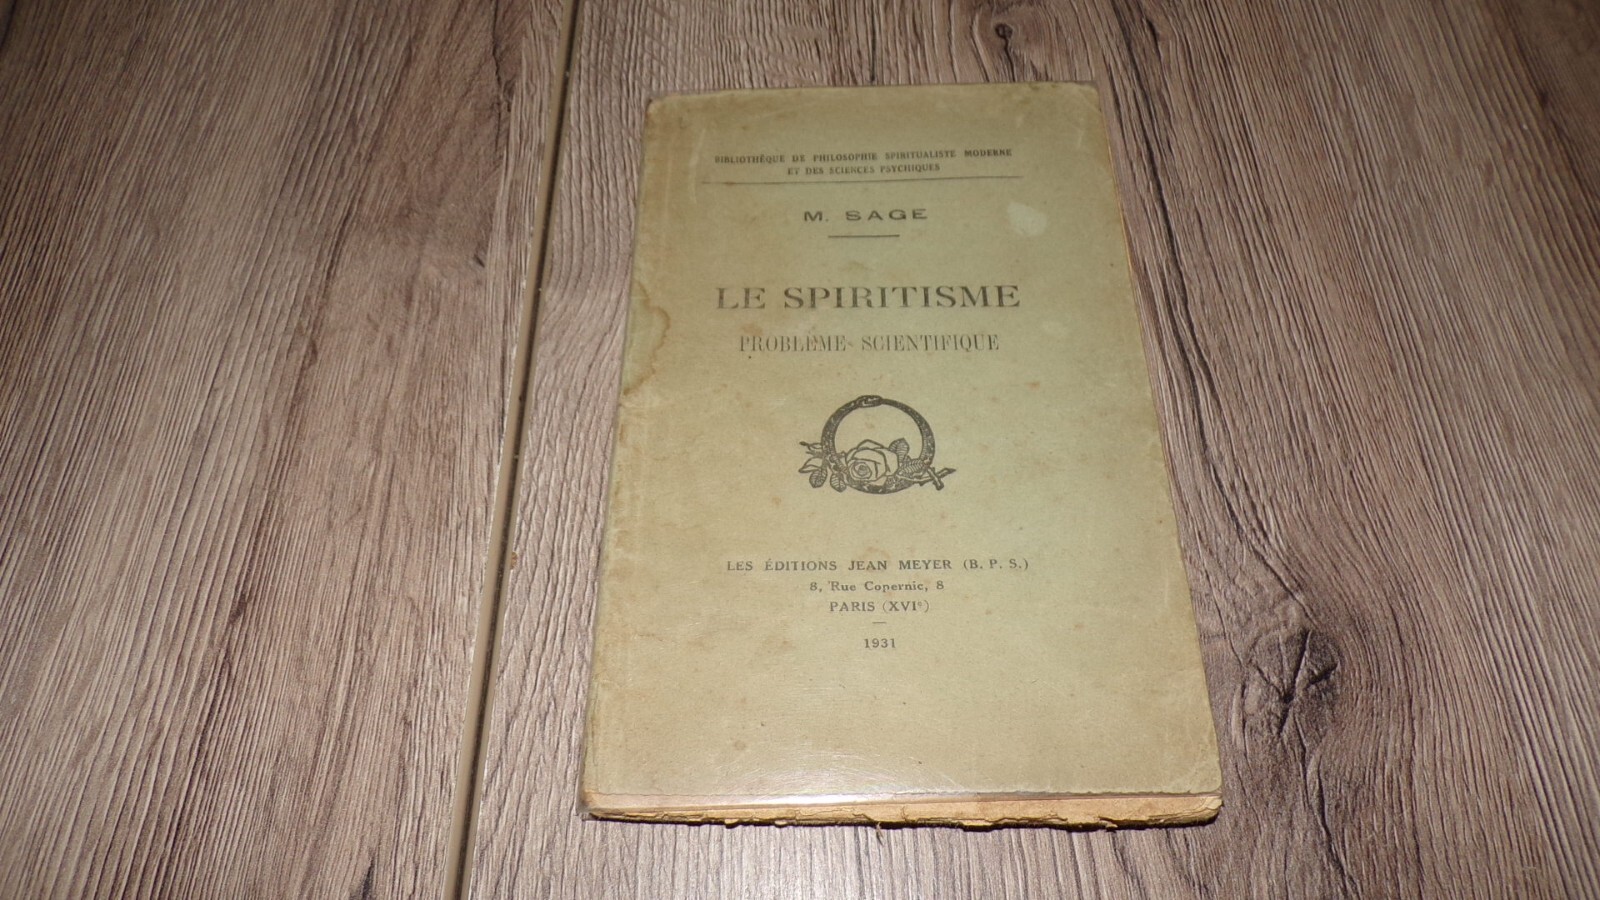 BIBLIOTHÈQUE DE PHILOSOPHIE SPIRITUALISTE MODERNE
ET DES SCIENCES PSYCHIQUES
M. SAGE
LE SPIRITISME
PROBLÈME SCIENTIFIQUE
LES ÉDITIONS JEAN MEYER (B. P. S.)
8, Rue Copernic, 8
PARIS (XVIe)
1931